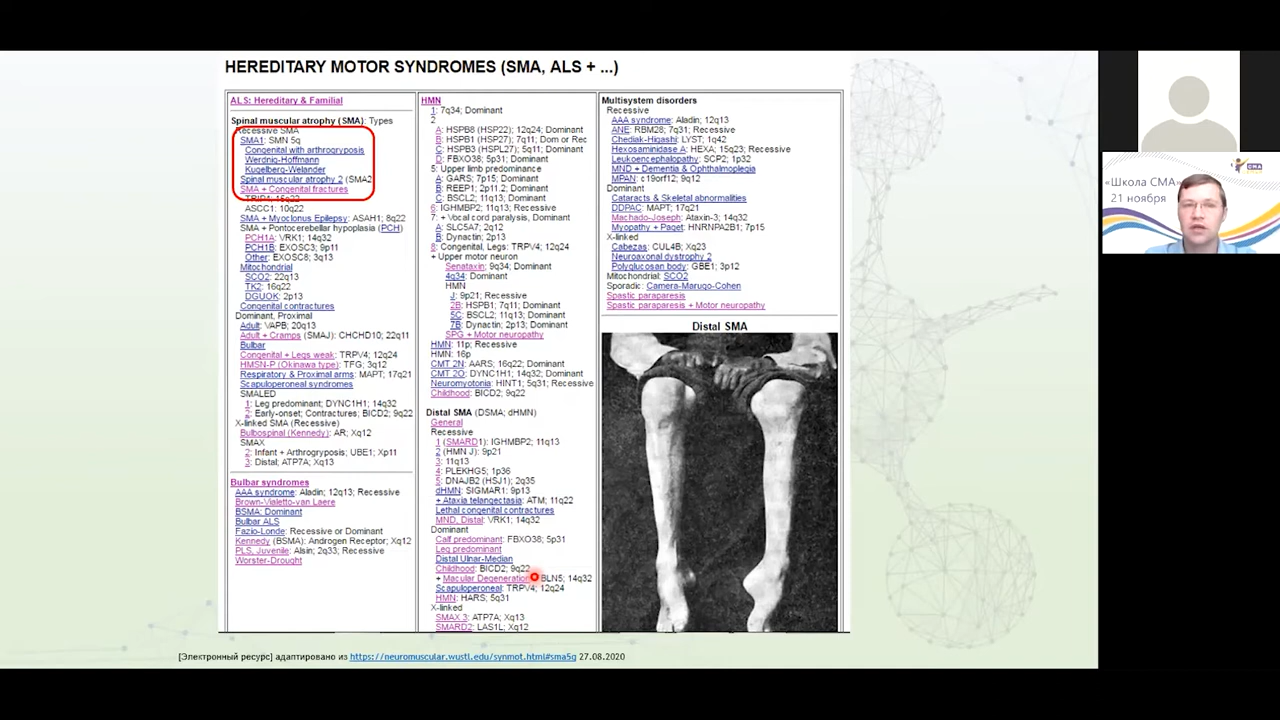 HEREDITARY MOTOR SYNDROMES (SMA, ALS + ...)
ALS: Hereditary & Familial
Spinal muscular atrophy (SMA): Types
Recessive SMA
SMA1: SMN 5q
Congenital with arthrogryposis
Werdnig-Hoffmann
Kugelberg-Welander
Spinal muscular atrophy 2 (SMA2
SMA + Congenital fractures
TRIP4: 15q22
ASCC1: 10q22
SMA + Myoclonus Epilepsy: ASAH1; 8q22
SMA + Pontocerebellar hypoplasia (PCH)
PCH1A: VRK1; 14q32
PCH1B: EXOSC3; 9p11
Other: EXOSC8; 9q13
Mitochondrial
SCO2: 22q13
TK2: 16q22
DGUOK: 2p13
Congenital contractures
Dominant, Proximal
Adult: VAPB; 20q13
Adult + Cramps (SMAJ): CHCHD10; 22q11
Bulbar
Congenital + Legs weak: TRPV4; 12q24
HMSN-P (Okinawa type): TFG; 3q12
Respiratory & Proximal arms: MAPT; 17q21
Scapuloperoneal syndromes
SMALED
1: Leg predominant; DYNC1H1; 14q32
2: Early-onset; Contractures; BICD2; 9q22
X-linked SMA (Recessive)
Bulbospinal (Kennedy): AR; Xq12
SMAX
2: Infant + Arthrogryposis; UBE1; Xp11
3: Distal; ATP7A; Xq13
Bulbar syndromes
AAA syndrome: Aladin; 12q13; Recessive
Brown-Vialetto-van Laere
BSMA: Dominant
Bulbar ALS
Fazio-Londe: Recessive or Dominant
Kennedy (BSMA): Androgen Receptor; Xq12
PLS, Juvenile: Alsin; 2q33; Recessive
Worster-Drought
HMN
1: 7q34; Dominant
2
A: HSPB8 (HSP22); 12q24; Dominant
B: HSPB1 (HSP27); 7q11; Dom or Rec
C: HSPB3 (HSPL27); 5q11; Dominant
D: FBXO38; 5p31; Dominant
5: Upper limb predominance
A: GARS; 7p15; Dominant
B: REEP1; 2p11.2; Dominant
C: BSCL2; 11q13; Dominant
6: IGHMBP2; 11q13; Recessive
7: + Vocal cord paralysis, Dominant
A: SLC5A7; 2q12
B: Dynactin; 2p13
8: Congenital, Legs: TRPV4; 12q24
+ Upper motor neuron
Senataxin: 9q34; Dominant
4q34: Dominant
HMN
J: 9p21; Recessive
2B: HSPB1; 7q11; Dominant
5C: BSCL2; 11q13; Dominant
7B: Dynactin; 2p13; Dominant
SPG + Motor neuropathy
HMN: 11p; Recessive
HMN: 16p
CMT 2N: AARS; 16q22; Dominant
CMT 2O: DYNC1H1; 14q32; Dominant
Neuromyotonia: HINT1; 5q31; Recessive
Childhood: BICD2; 9q22
Distal SMA (DSMA; dHMN)
General
Recessive
1 (SMARD1): IGHMBP2; 11q13
2 (HMN J): 9p21
3: 11q13
4: PLEKHG5; 1p36
5: DNAJB2 (HSJ1); 2q35
dHMN: SIGMAR1; 9p13
+ Ataxia telangectasia: ATM; 11q22
Lethal congenital contractures
MND, Distal: VRK1; 14q32
Dominant
Calf predominant: FBXO38; 5p31
Leg predominant
Distal Ulnar-Median
Childhood: BICD2; 9q22
+ Macular Degeneration BLN5; 14q32
Scapuloperoneal: TRPV4; 12q24
HMN: HARS; 5q31
X-linked
SMAX 3: ATP7A; Xq13
SMARD2: LAS1L; Xq12
Multisystem disorders
Recessive
AAA syndrome: Aladin; 12q13
ANE: RBM28; 7q31; Recessive
Chediak-Higashi: LYST; 1q42
Hexosaminidase A: HEXA; 15q23; Recessive
Leukoencephalopathy: SCP2; 1p32
MND + Dementia & Ophthalmoplegia
MPAN: c19orf12; 9q12
Dominant
Cataracts & Skeletal abnormalities
DDPAC: MAPT; 17q21
Machado-Joseph: Ataxin-3; 14q32
Myopathy + Paget: HNRNPA2B1; 7p15
X-linked
Cabezas: CUL4B; Xq23
Neuroaxonal dystrophy 2
Polyglucosan body: GBE1; 3p12
Mitochondrial: SCO2
Sporadic: Camera-Marugo-Cohen
Spastic paraparesis
Spastic paraparesis + Motor neuropathy
Distal SMA
[Электронный ресурс] адаптировано из https://neuromuscular.wustl.edu/synmot.html#sma5q 27.08.2020
«Школа СМА»
21 ноября